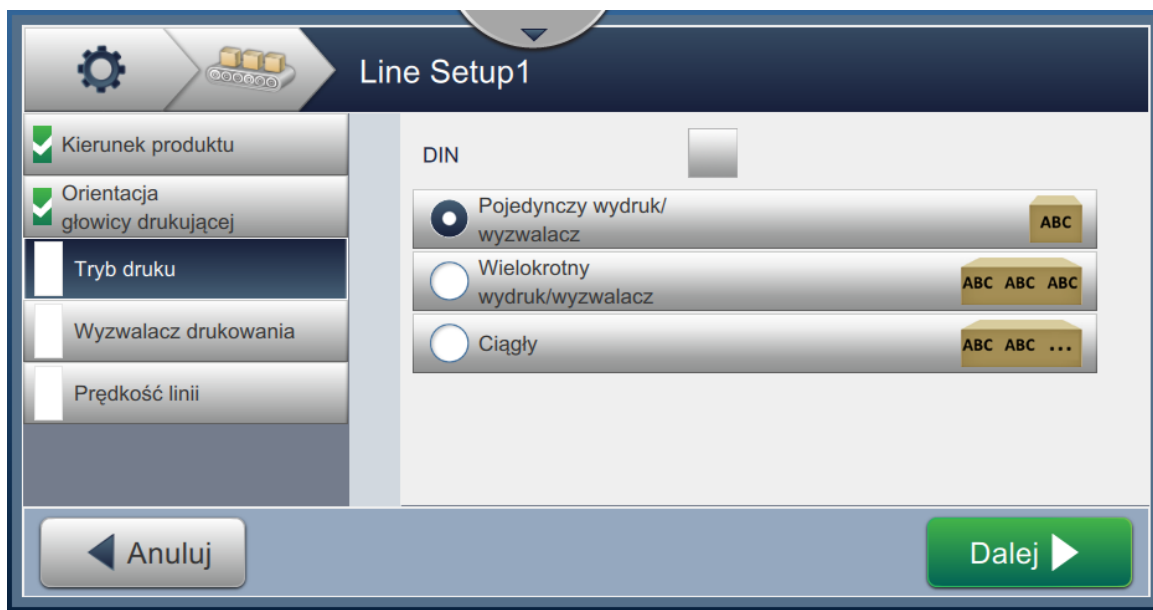 Line Setup1
Kierunek produktu
Orientacja
głowicy drukującej
Tryb druku
Wyzwalacz drukowania
Prędkość linii
DIN
Pojedynczy wydruk/
wyzwalacz
ABC
Wielokrotny
wydruk/wyzwalacz
ABC ABC ABC
Ciągły
ABC ABC ...
Anuluj
Dalej